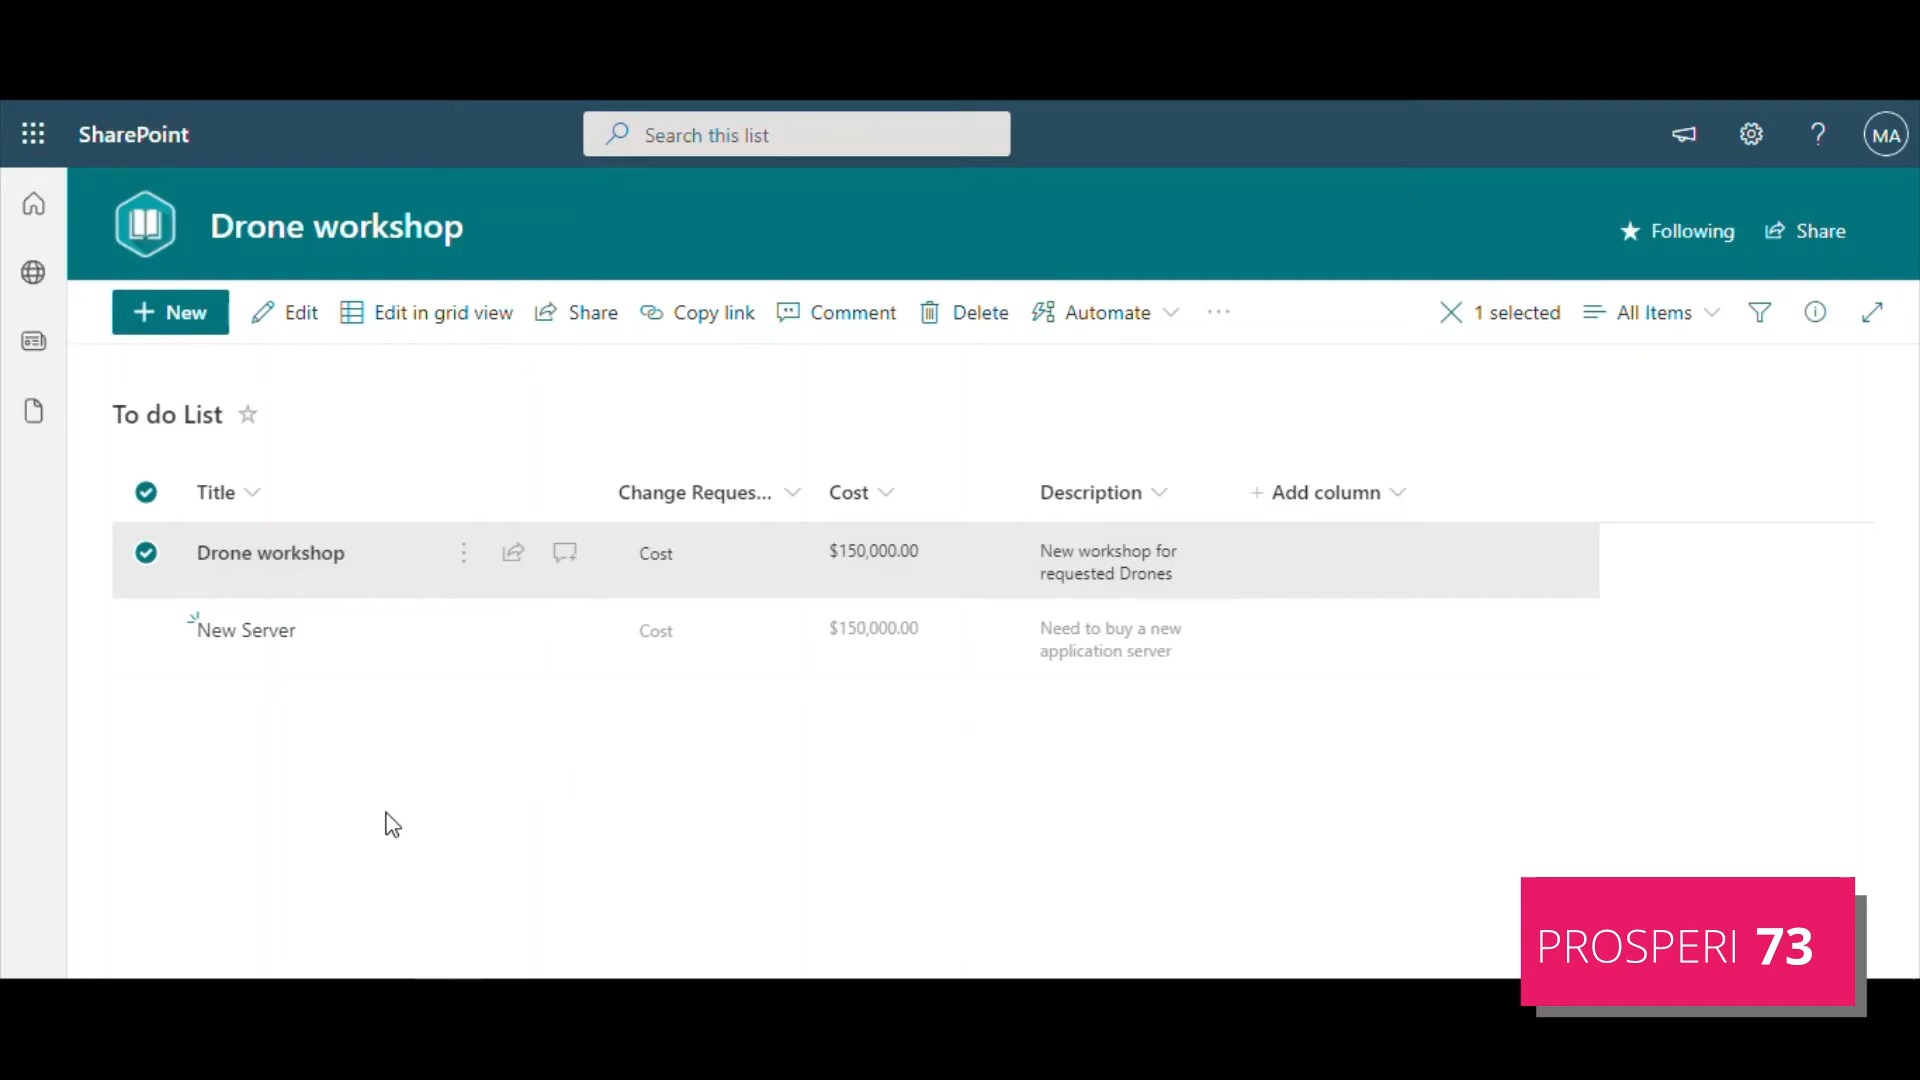 SharePoint
Search this list
MA
Drone workshop
Following
Share
New
Edit
Edit in grid view
Share
Copy link
Comment
Delete
Automate
1 selected
All Items
To do List
Title
Change Reques...
Cost
Description
Add column
Drone workshop
Cost
$150,000.00
New workshop for
requested Drones
New Server
Cost
$150,000.00
Need to buy a new
application server
PROSPERI 73